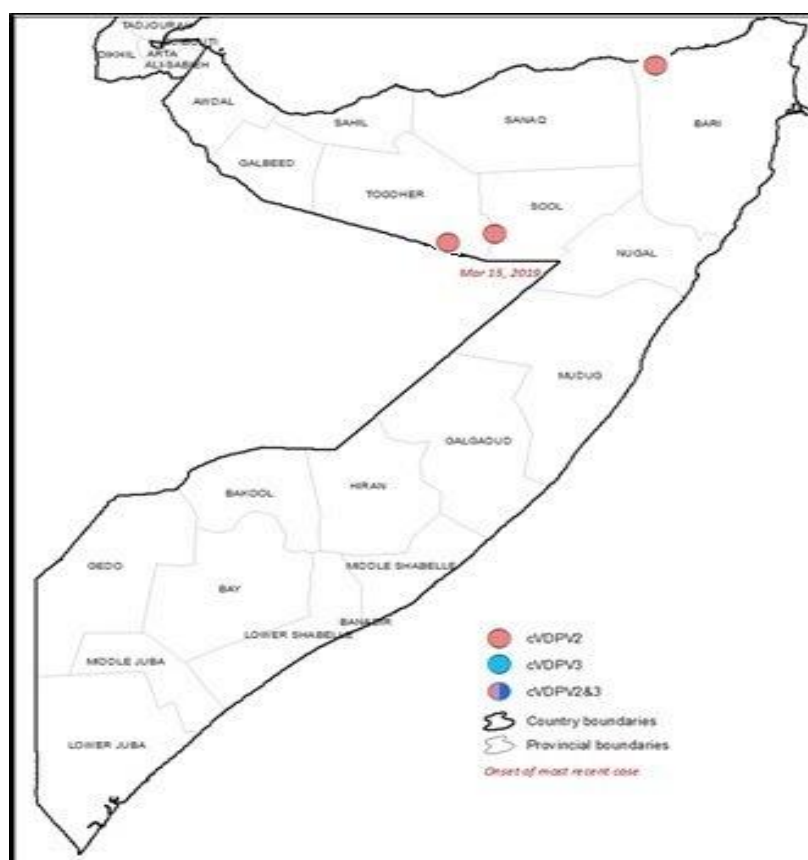 TADJOURAH
DIKHIL
ARTA
ALI-SABIEH
AWDAL
SAHIL
SANAQ
BARI
GALBEED
TOGDHER
SOOL
NUGAL
Mar 15, 2019
MUDUG
GALGADUD
HIRAN
BAKOOL
GEDO
MIDDLE SHABELLE
BAY
BANADIR
LOWER SHABELLE
MIDDLE JUBA
LOWER JUBA
cVDPV2
cVDPV3
cVDPV2&3
Country boundaries
Provincial boundaries
Onset of most recent case